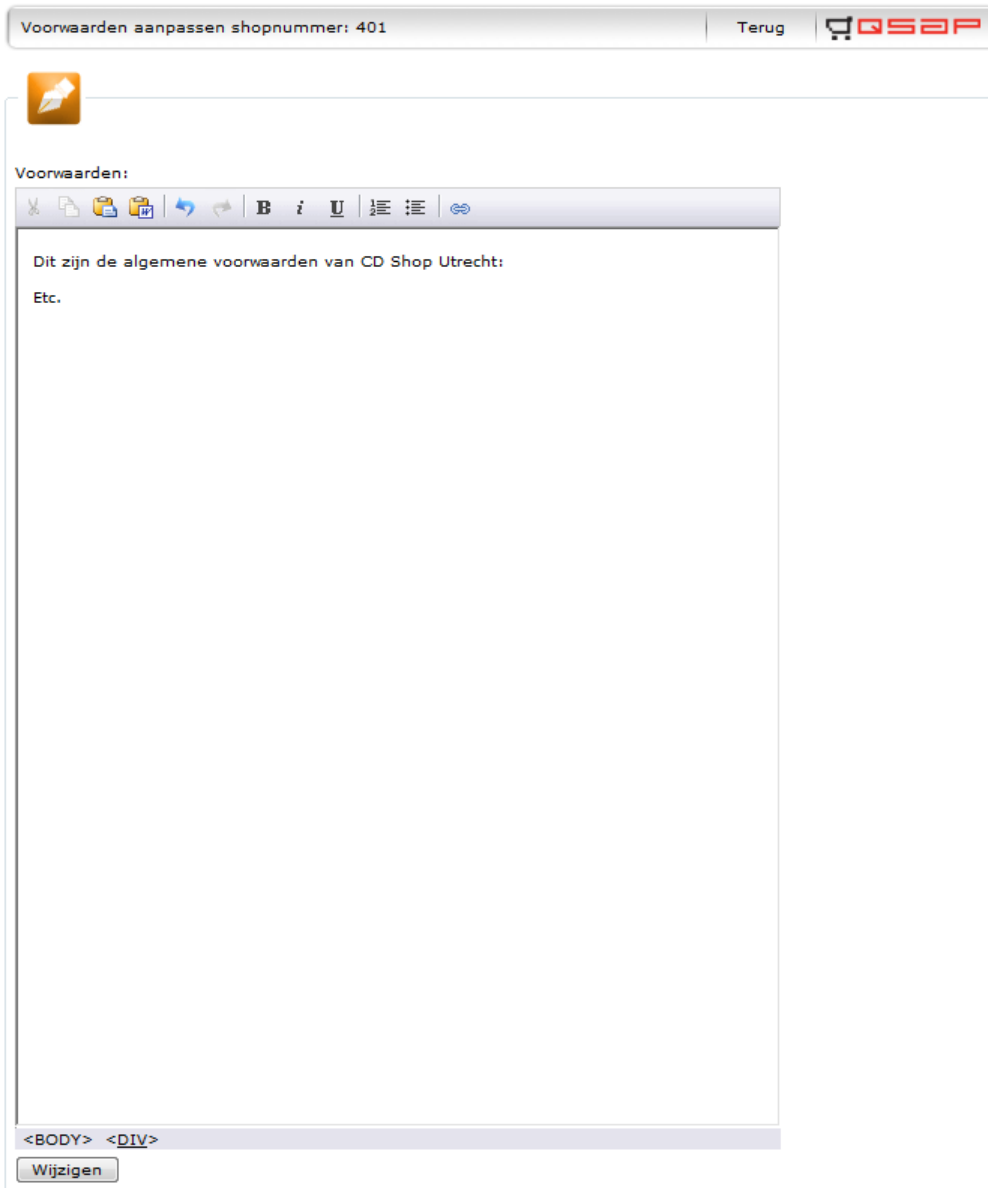 Voorwaarden aanpassen shopnummer: 401 Terug QSAP
Voorwaarden:
B i U
Dit zijn de algemene voorwaarden van CD Shop Utrecht:
Etc.
<BODY> <DIV>
Wijzigen